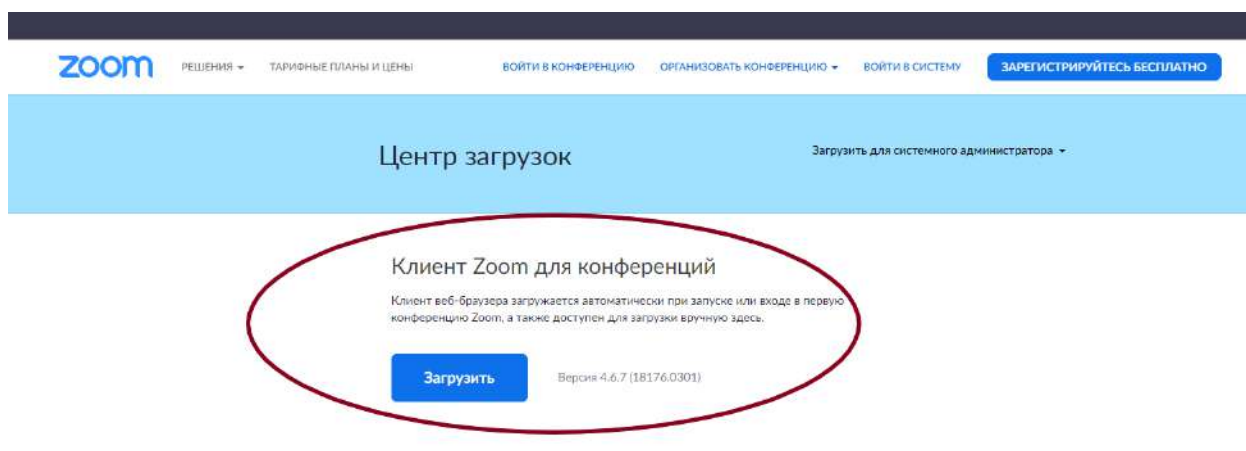 zoom РЕШЕНИЯ ТАРИФНЫЕ ПЛАНЫ И ЦЕНЫ ВОЙТИ В КОНФЕРЕНЦИЮ ОРГАНИЗОВАТЬ КОНФЕРЕНЦИЮ ВОЙТИ В СИСТЕМУ ЗАРЕГИСТРИРУЙТЕСЬ БЕСПЛАТНО
Центр загрузок Загрузить для системного администратора
Клиент Zoom для конференций
Клиент веб-браузера загружается автоматически при запуске или входе в первую
конференцию Zoom, а также доступен для загрузки вручную здесь.
Загрузить Версия 4.6.7 (18176.0301)